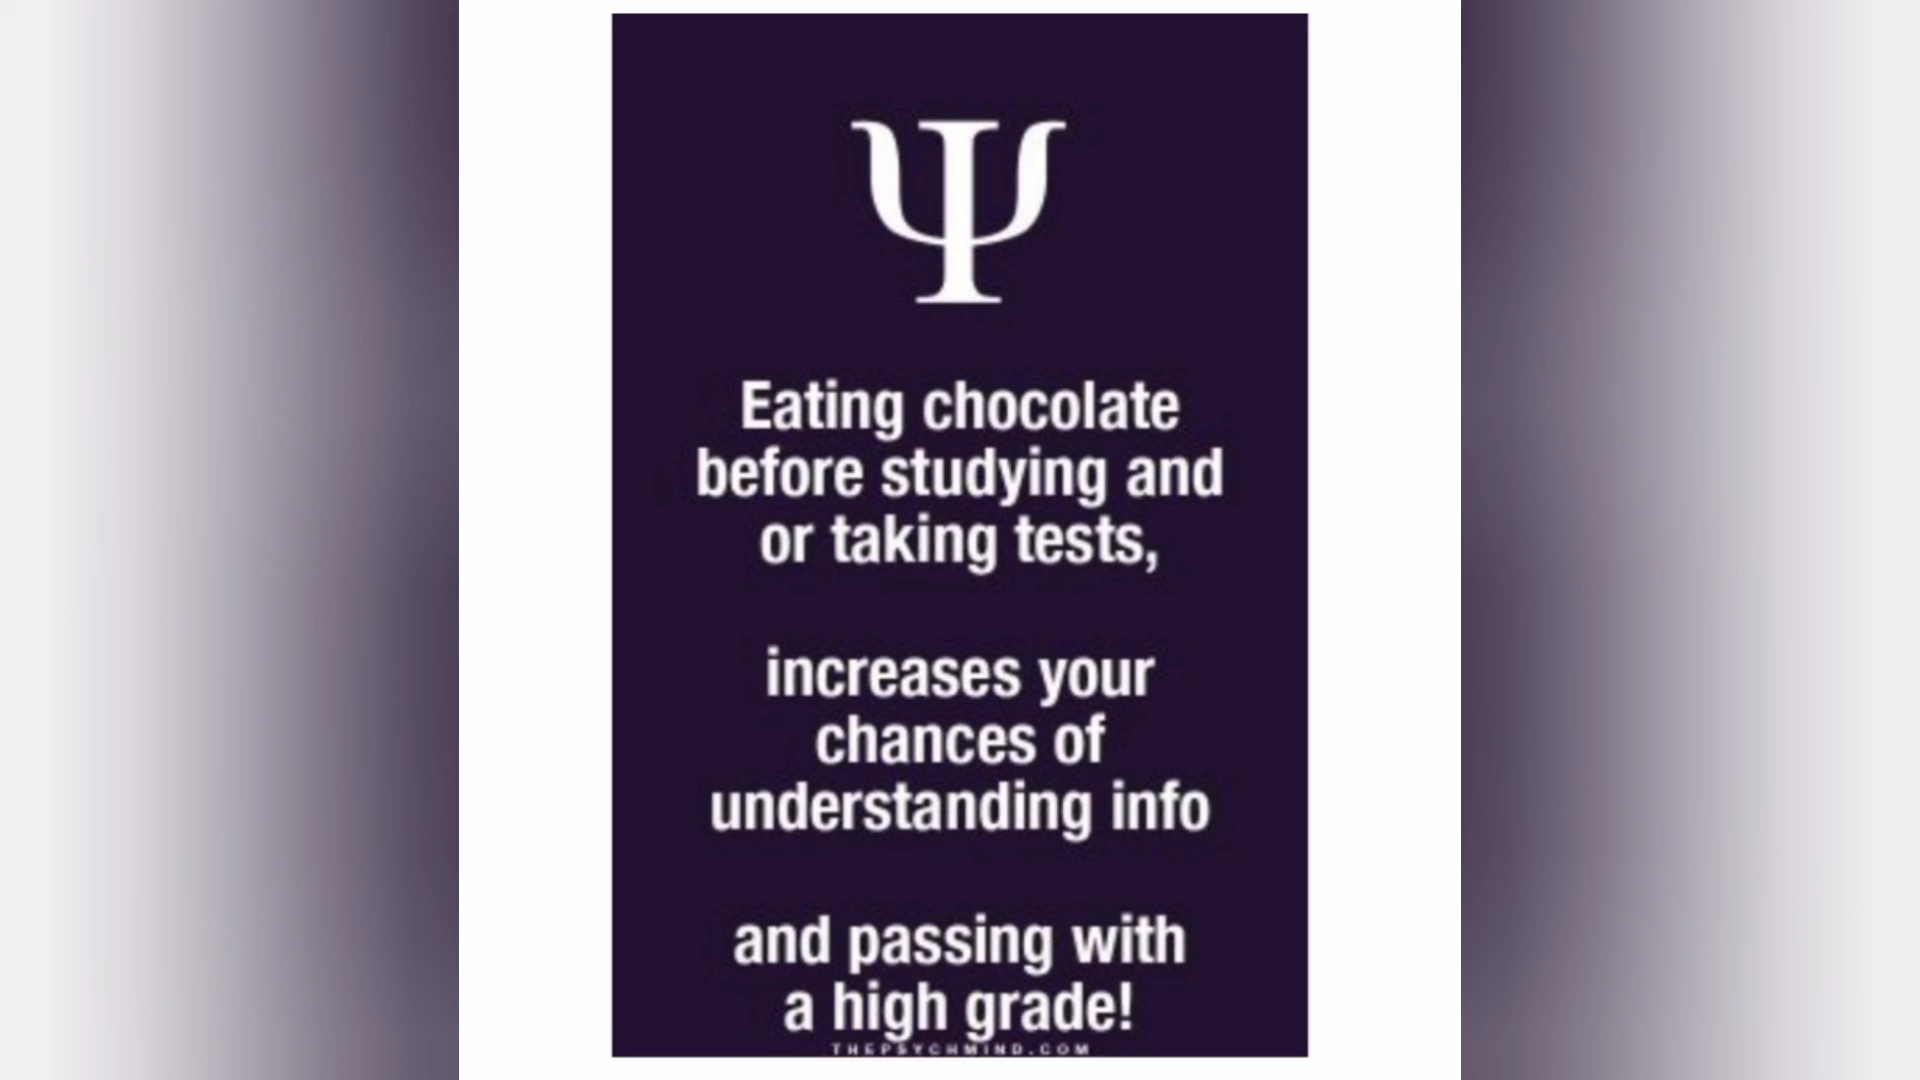 Ψ
Eating chocolate
before studying and
or taking tests,
increases your
chances of
understanding info
and passing with
a high grade!
THEPSYCHMIND.COM